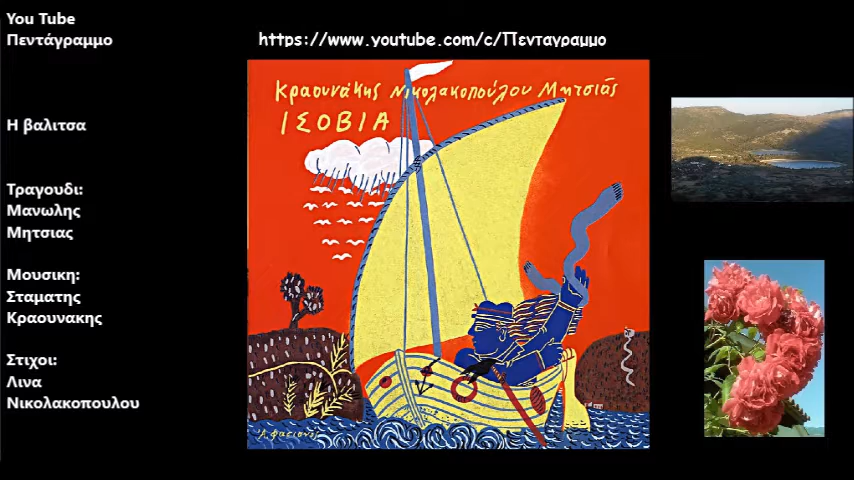 You Tube
Πεντάγραμμο
https://www.youtube.com/c/Πενταγραμμο
Η βαλιτσα
Τραγουδι:
Μανωλης
Μητσιας
Μουσικη:
Σταματης
Κραουνακης
Στιχοι:
Λινα
Νικολακοπουλου
Κραουνάκης Νικολακοπούλου Μητσιάς
ΙΣΟΒΙΑ
Α. φασιανος